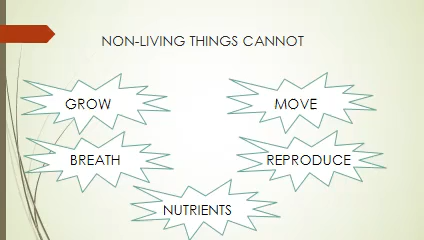 NON-LIVING THINGS CANNOT
GROW
MOVE
BREATH
REPRODUCE
NUTRIENTS